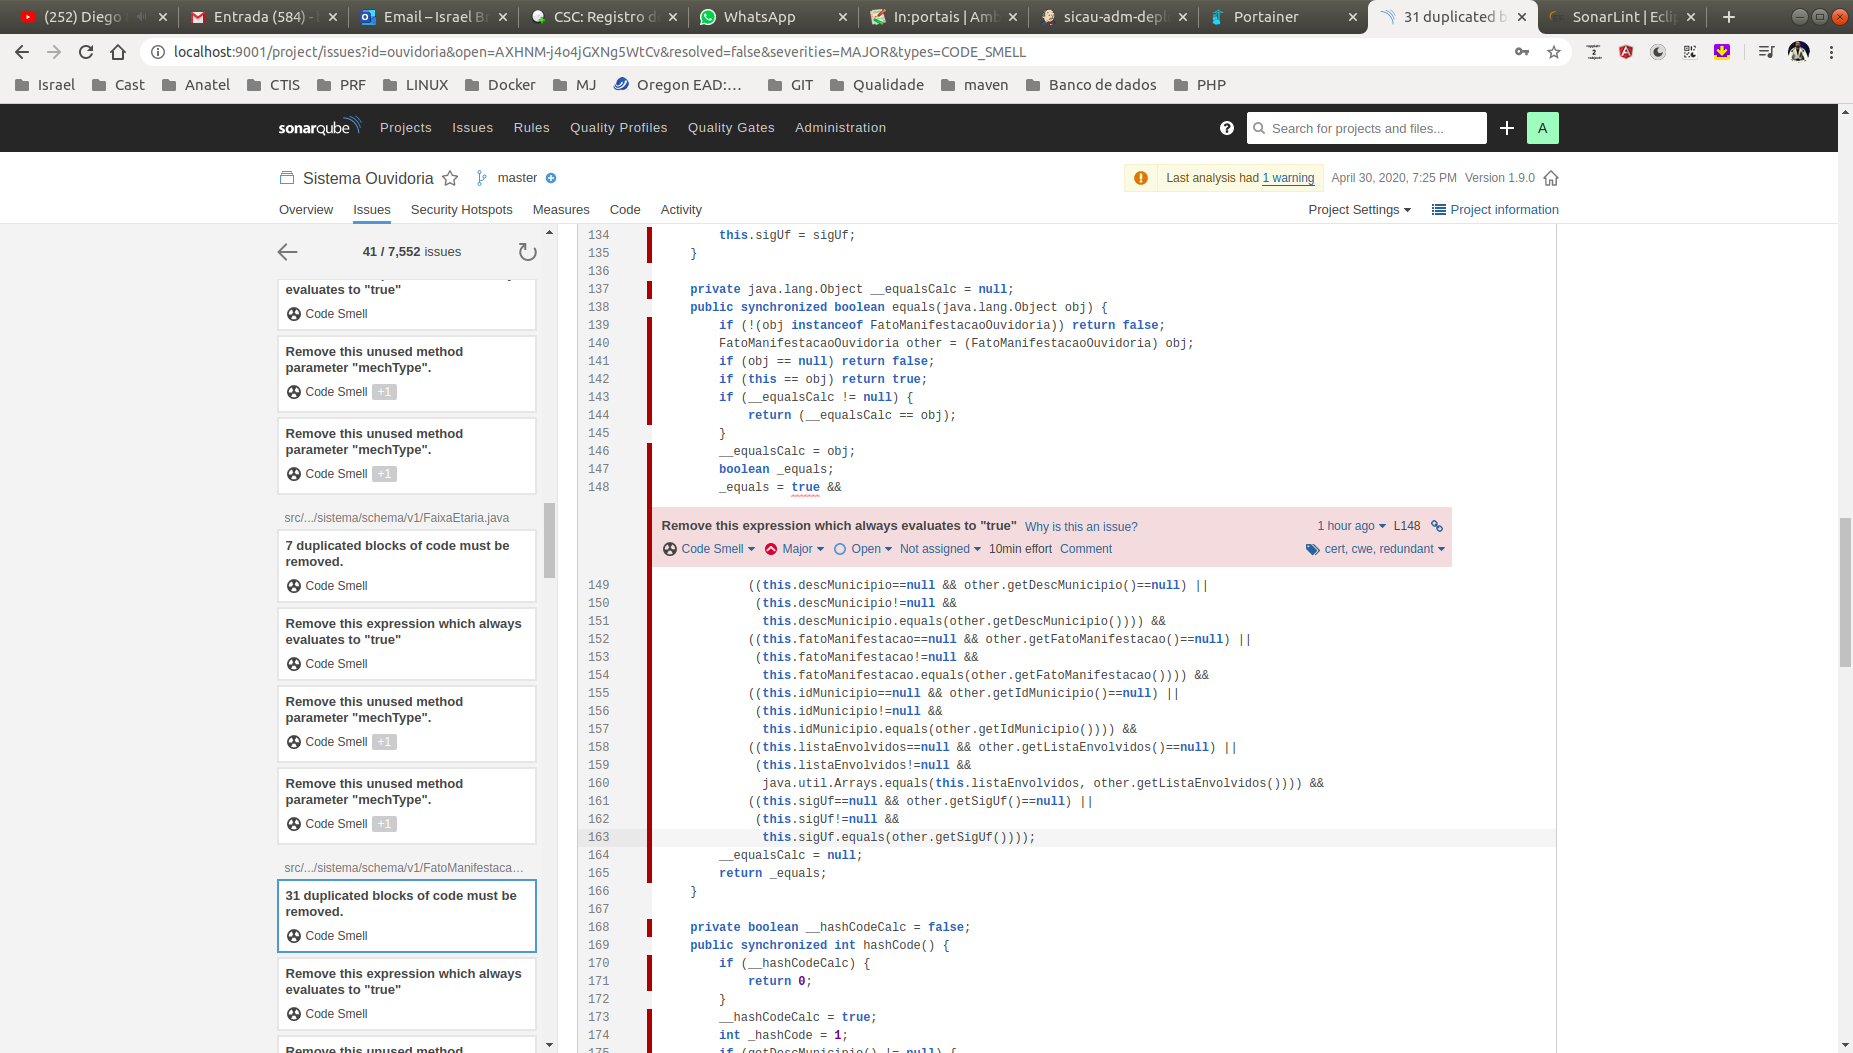 (252) Diego
Entrada (584) -
Email – Israel B
CSC: Registro d
WhatsApp
In:portais | Am
sicau-adm-depl
Portainer
31 duplicated b
SonarLint | Ecli
localhost:9001/project/issues?id=ouvidoria&open=AXHNM-j4o4jGXNg5WtCv&resolved=false&severities=MAJOR&types=CODE_SMELL
Israel Cast Anatel CTIS PRF LINUX Docker MJ Oregon EAD:... GIT Qualidade maven Banco de dados PHP
sonarqube Projects Issues Rules Quality Profiles Quality Gates Administration Search for projects and files... A
Sistema Ouvidoria master Last analysis had 1 warning April 30, 2020, 7:25 PM Version 1.9.0
Overview Issues Security Hotspots Measures Code Activity Project Settings Project information
41 / 7,552 issues
evaluates to "true"
Code Smell
Remove this unused method
parameter "mechType".
Code Smell +1
Remove this unused method
parameter "mechType".
Code Smell +1
src/.../sistema/schema/v1/FaixaEtaria.java
7 duplicated blocks of code must be
removed.
Code Smell
Remove this expression which always
evaluates to "true"
Code Smell
Remove this unused method
parameter "mechType".
Code Smell +1
Remove this unused method
parameter "mechType".
Code Smell +1
src/.../sistema/schema/v1/FatoManifestaca...
31 duplicated blocks of code must be
removed.
Code Smell
Remove this expression which always
evaluates to "true"
Code Smell
Remove this unused method
134 this.sigUf = sigUf;
135 }
136
137 private java.lang.Object __equalsCalc = null;
138 public synchronized boolean equals(java.lang.Object obj) {
139 if (!(obj instanceof FatoManifestacaoOuvidoria)) return false;
140 FatoManifestacaoOuvidoria other = (FatoManifestacaoOuvidoria) obj;
141 if (obj == null) return false;
142 if (this == obj) return true;
143 if (__equalsCalc != null) {
144 return (__equalsCalc == obj);
145 }
146 __equalsCalc = obj;
147 boolean _equals;
148 _equals = true &&
Remove this expression which always evaluates to "true" Why is this an issue? 1 hour ago L148
Code Smell Major Open Not assigned 10min effort Comment cert, cwe, redundant
149 ((this.descMunicipio==null && other.getDescMunicipio()==null) ||
150 (this.descMunicipio!=null &&
151 this.descMunicipio.equals(other.getDescMunicipio()))) &&
152 ((this.fatoManifestacao==null && other.getFatoManifestacao()==null) ||
153 (this.fatoManifestacao!=null &&
154 this.fatoManifestacao.equals(other.getFatoManifestacao()))) &&
155 ((this.idMunicipio==null && other.getIdMunicipio()==null) ||
156 (this.idMunicipio!=null &&
157 this.idMunicipio.equals(other.getIdMunicipio()))) &&
158 ((this.listaEnvolvidos==null && other.getListaEnvolvidos()==null) ||
159 (this.listaEnvolvidos!=null &&
160 java.util.Arrays.equals(this.listaEnvolvidos, other.getListaEnvolvidos()))) &&
161 ((this.sigUf==null && other.getSigUf()==null) ||
162 (this.sigUf!=null &&
163 this.sigUf.equals(other.getSigUf())));
164 __equalsCalc = null;
165 return _equals;
166 }
167
168 private boolean __hashCodeCalc = false;
169 public synchronized int hashCode() {
170 if (__hashCodeCalc) {
171 return 0;
172 }
173 __hashCodeCalc = true;
174 int _hashCode = 1;
175 if (getDescMunicipio() != null) {